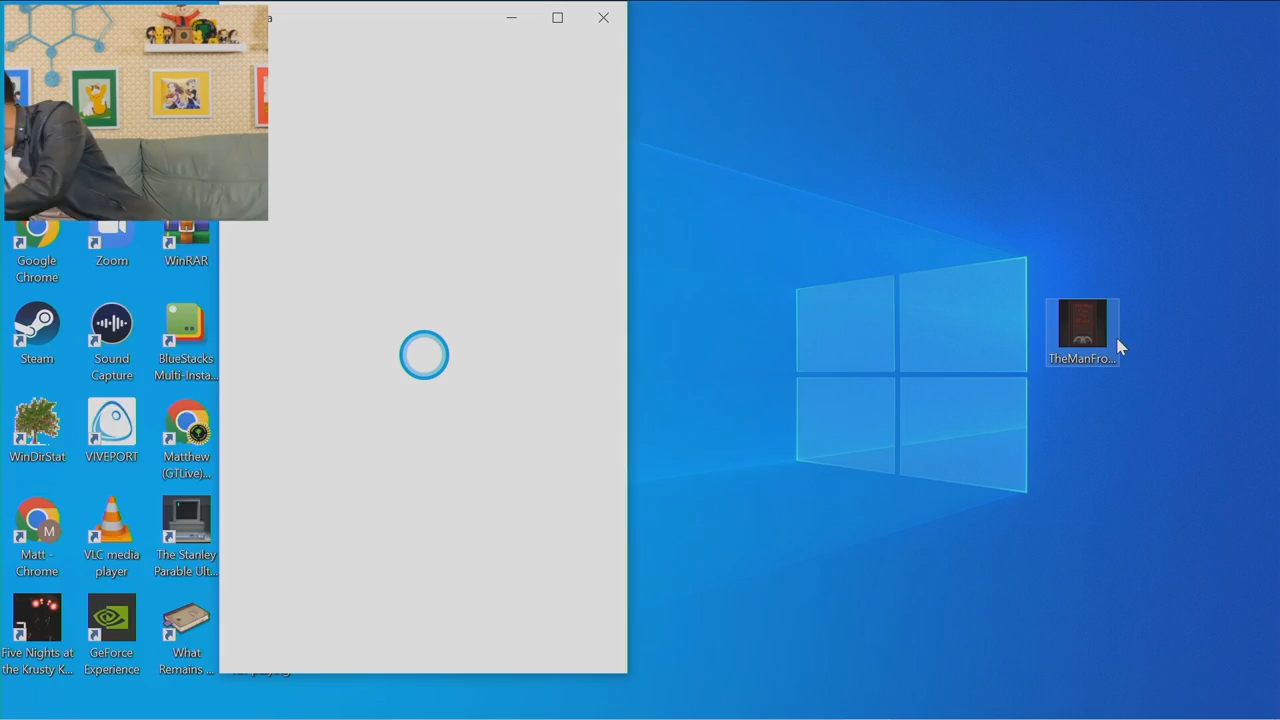 a
Google
Chrome
Zoom
WinRAR
Steam
Sound
Capture
BlueStacks
Multi-Insta...
WinDirStat
VIVEPORT
Matthew
(GTLive)...
Matt -
Chrome
VLC media
player
The Stanley
Parable Ult...
Five Nights at
the Krusty K...
GeForce
Experience
What
Remains ...
TheManFro...
M